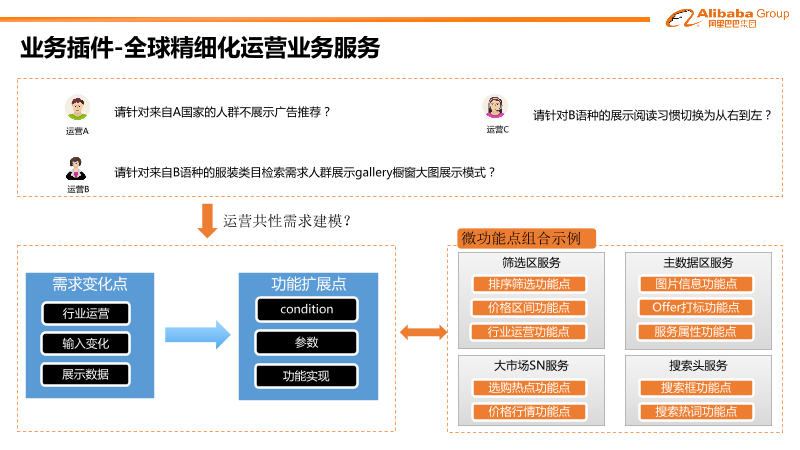 Alibaba Group
阿里巴巴集团
业务插件-全球精细化运营业务服务
运营A
请针对来自A国家的人群不展示广告推荐？
运营C
请针对B语种的展示阅读习惯切换为从右到左？
运营B
请针对来自B语种的服装类目检索需求人群展示gallery橱窗大图展示模式？
运营共性需求建模?
需求变化点
行业运营
输入变化
展示数据
功能扩展点
condition
参数
功能实现
微功能点组合示例
筛选区服务
排序筛选功能点
价格区间功能点
行业运营功能点
主数据区服务
图片信息功能点
Offer打标功能点
服务属性功能点
大市场SN服务
选购热点功能点
价格行情功能点
搜索头服务
搜索框功能点
搜索热词功能点